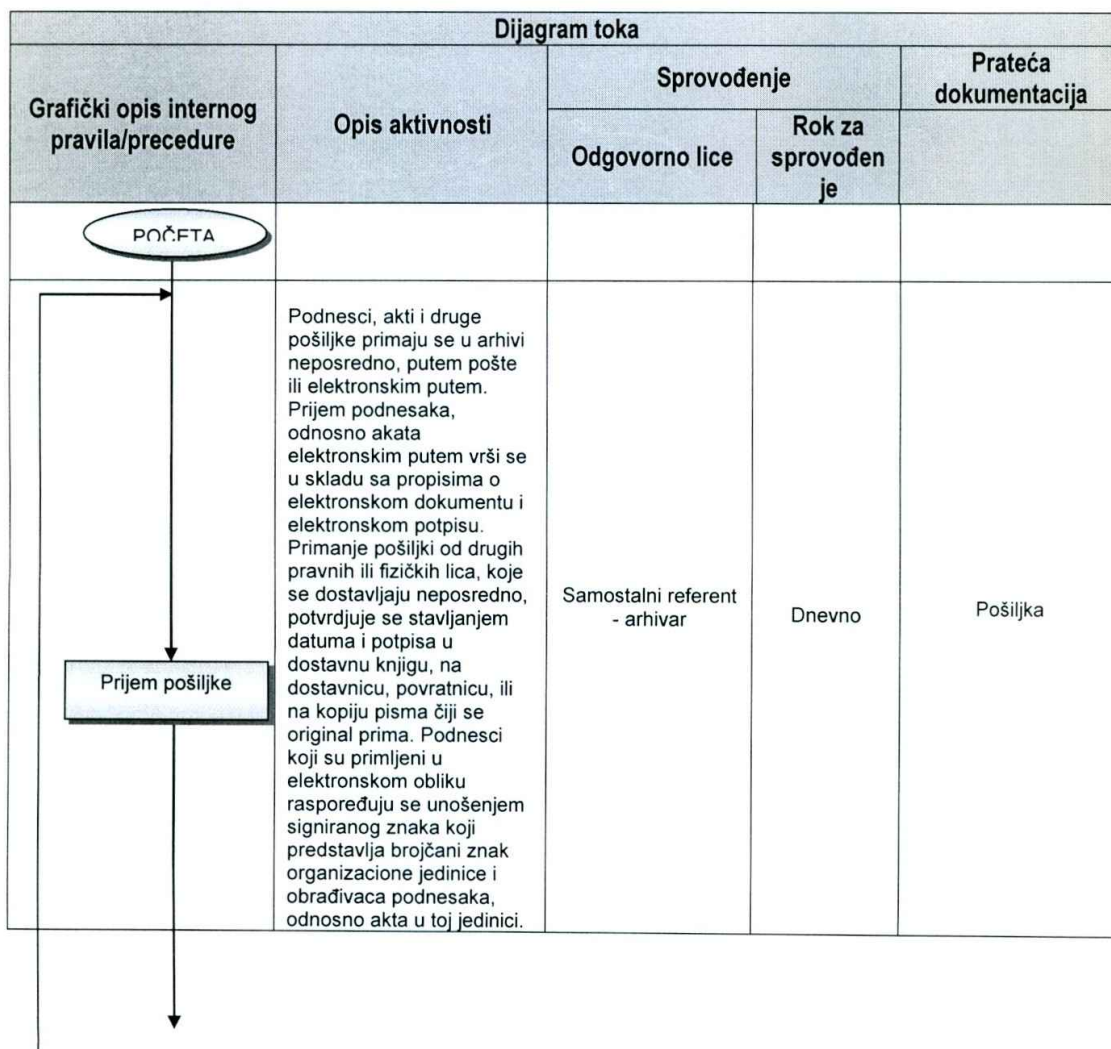 Dijagram toka
Grafički opis internog
pravila/precedure
Opis aktivnosti
Sprovođenje
Prateća
dokumentacija
Odgovorno lice
Rok za
sprovođen
je
POČETA
Podnesci, akti i druge
pošiljke primaju se u arhivi
neposredno, putem pošte
ili elektronskim putem.
Prijem podnesaka,
odnosno akata
elektronskim putem vrši se
u skladu sa propisima o
elektronskom dokumentu i
elektronskom potpisu.
Primanje pošiljki od drugih
pravnih ili fizičkih lica, koje
se dostavljaju neposredno,
potvrdjuje se stavljanjem
datuma i potpisa u
dostavnu knjigu, na
dostavnicu, povratnicu, ili
na kopiju pisma čiji se
original prima. Podnesci
koji su primljeni u
elektronskom obliku
raspoređuju se unošenjem
signiranog znaka koji
predstavlja brojčani znak
organizacione jedinice i
obrađivaca podnesaka,
odnosno akta u toj jedinici.
Prijem pošiljke
Samostalni referent
- arhivar
Dnevno
Pošiljka